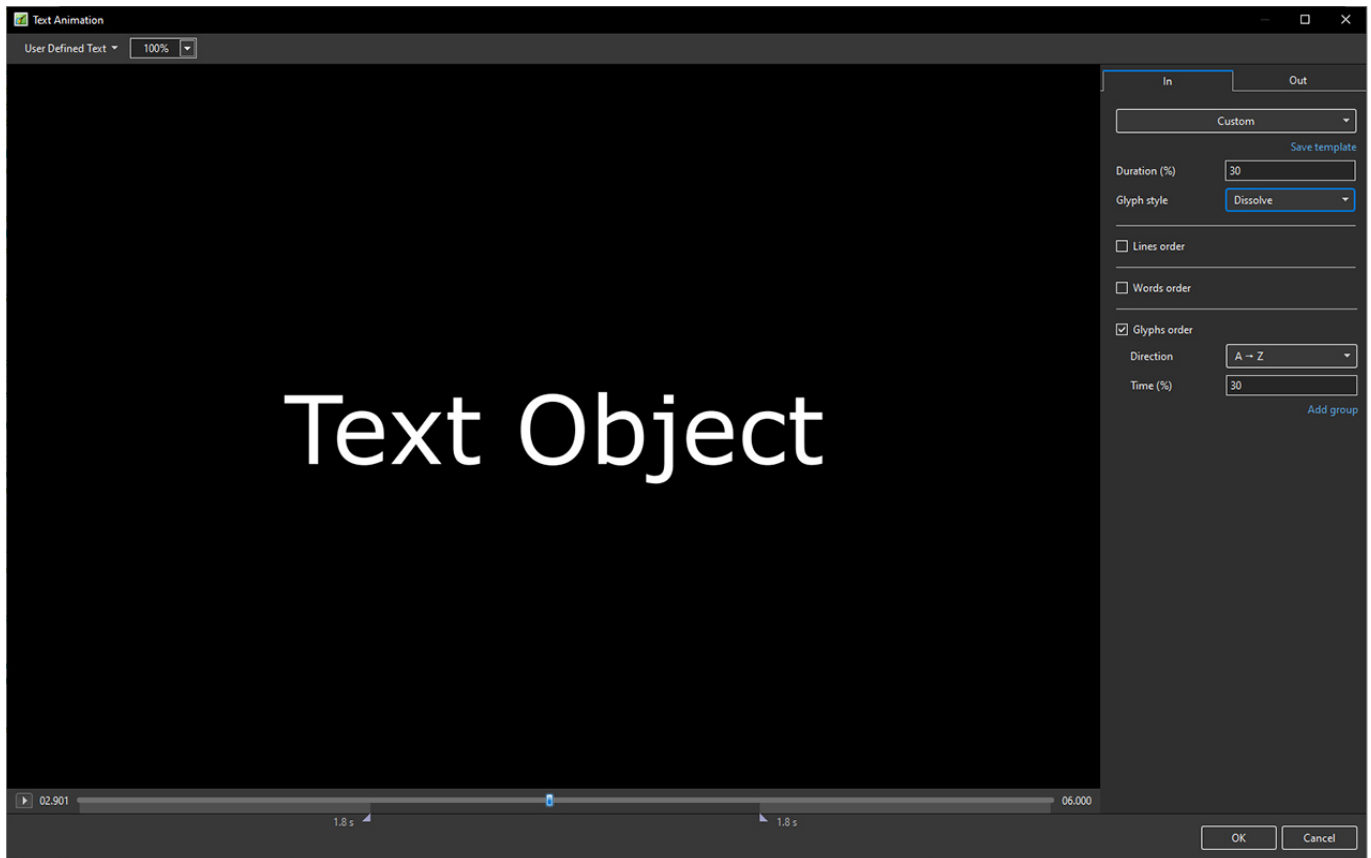 Text Animation
User Defined Text 100%
In Out
Custom
Save template
Duration (%) 30
Glyph style Dissolve
Lines order
Words order
Glyphs order
Direction A → Z
Time (%) 30
Add group
Text Object
02.901 06.000
1.8 s 1.8 s
OK Cancel